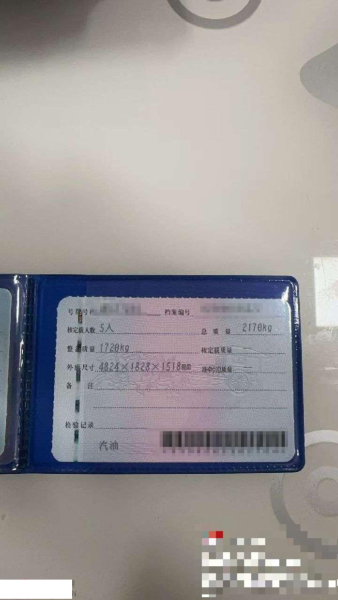 号牌号码 档案编号
核定载人数 5人 总质量 2170kg
整备质量 1720kg 核定载质量
外廓尺寸 4824×1828×1518mm 准牵引总质量
备注
检验记录
汽油